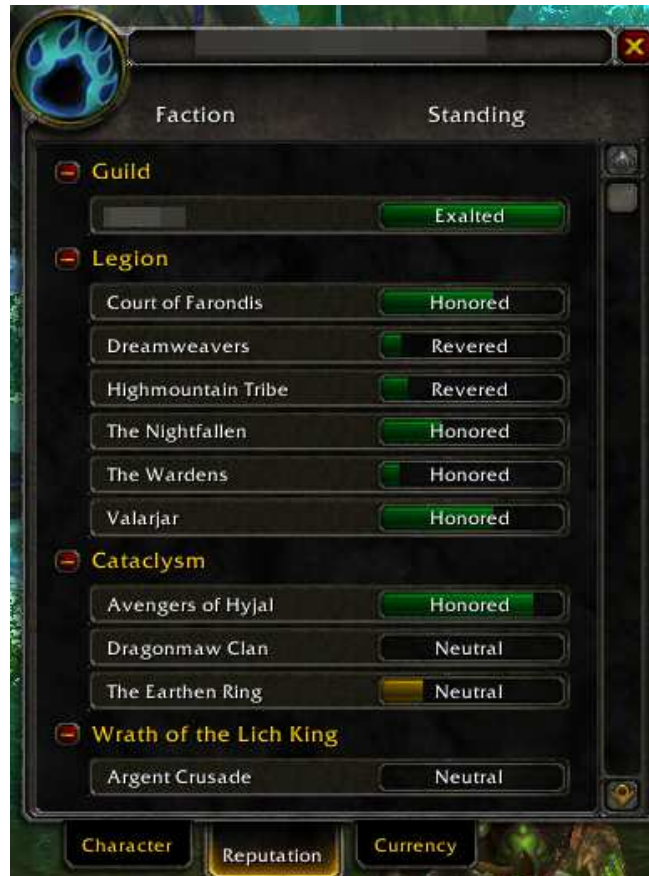 Faction Standing
Guild
Exalted
Legion
Court of Farondis Honored
Dreamweavers Revered
Highmountain Tribe Revered
The Nightfallen Honored
The Wardens Honored
Valarjar Honored
Cataclysm
Avengers of Hyjal Honored
Dragonmaw Clan Neutral
The Earthen Ring Neutral
Wrath of the Lich King
Argent Crusade Neutral
Character Reputation Currency